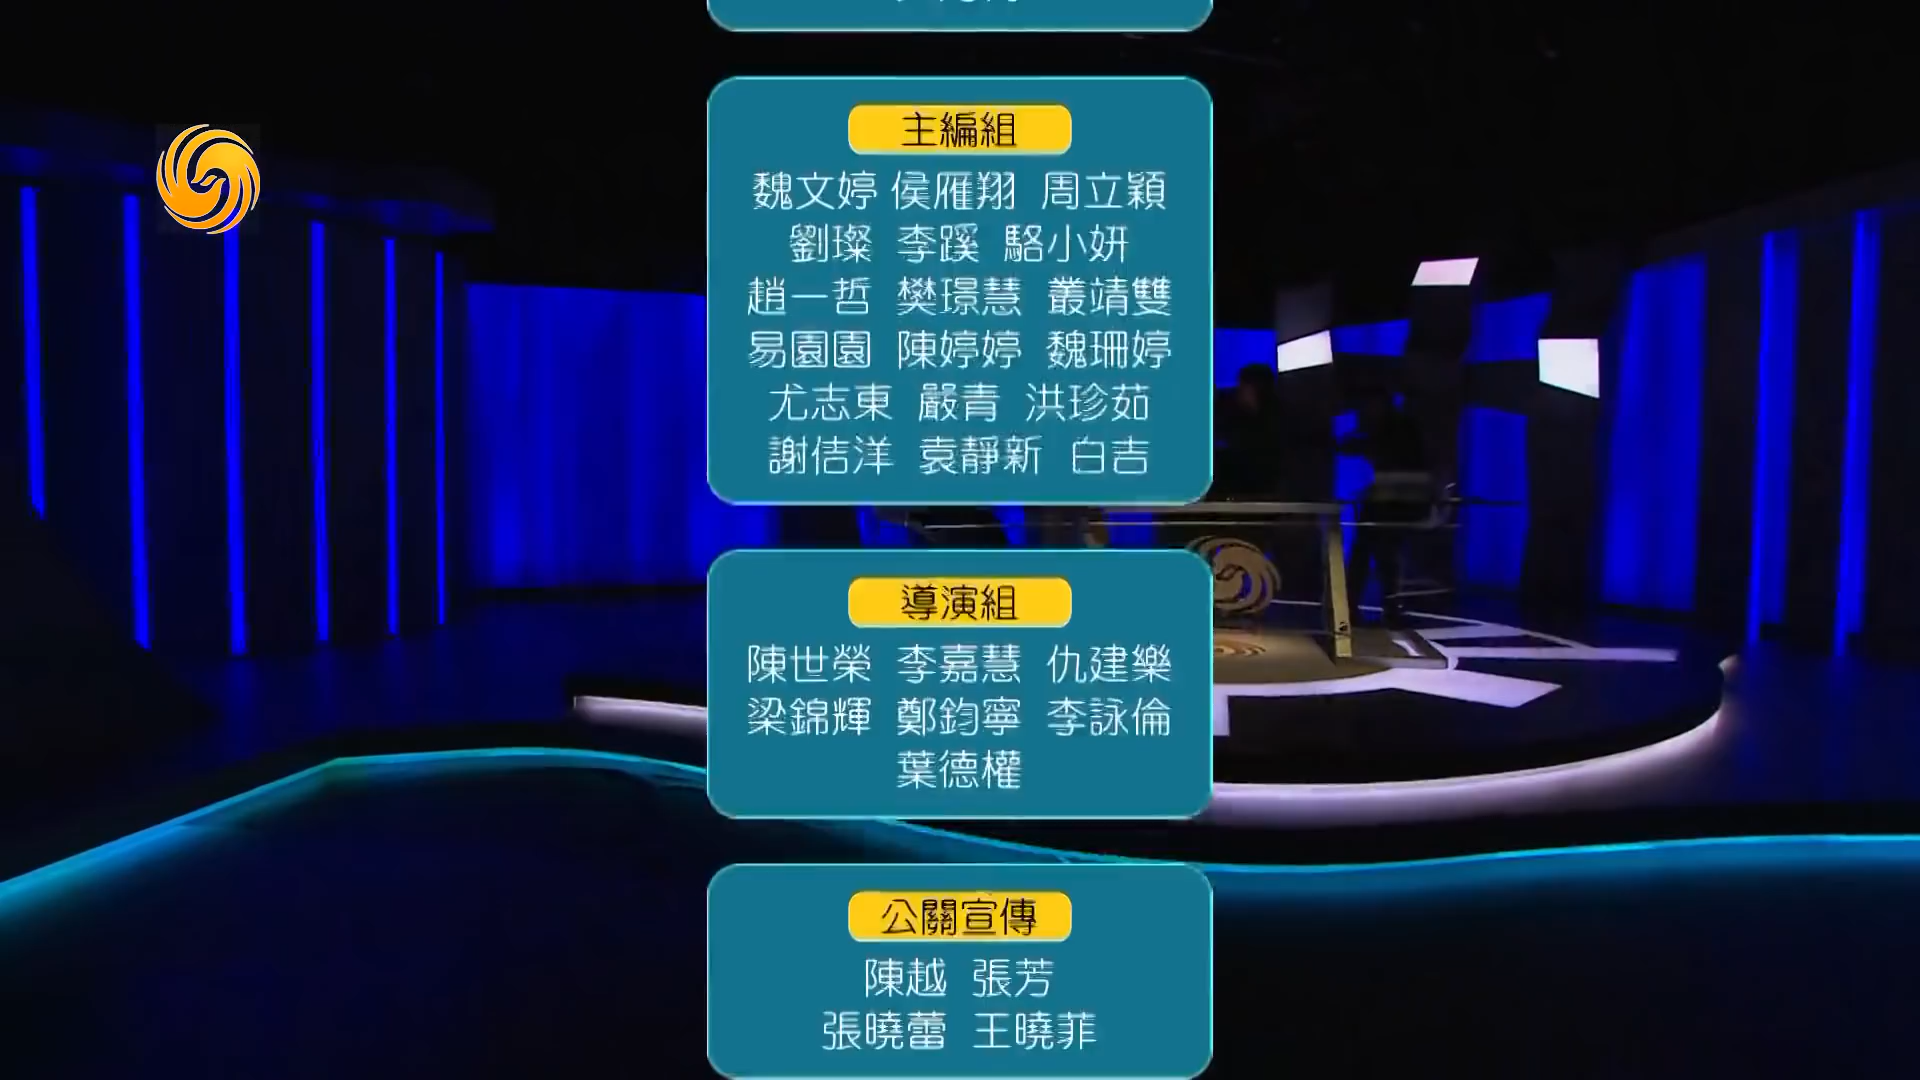 主編組
魏文婷 侯雁翔 周立穎
劉璨 李蹊 駱小妍
趙一哲 樊璟慧 叢靖雙
易園園 陳婷婷 魏珊婷
尤志東 嚴青 洪珍茹
謝佶洋 袁靜新 白吉
導演組
陳世榮 李嘉慧 仇建樂
梁錦輝 鄭鈞寧 李詠倫
葉德權
公關宣傳
陳越 張芳
張曉蕾 王曉菲